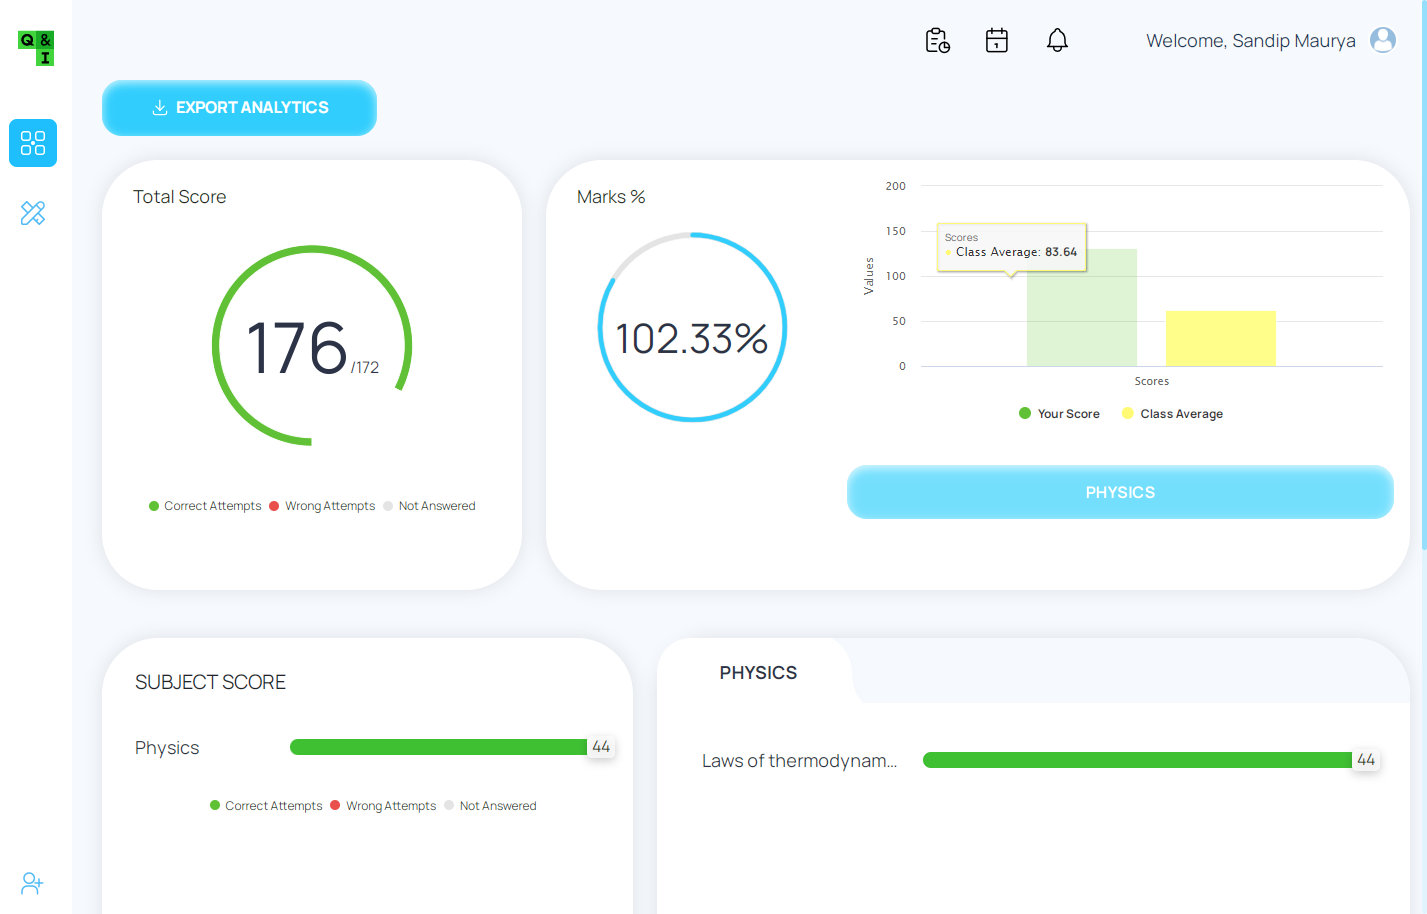 Q &
I
Welcome, Sandip Maurya
EXPORT ANALYTICS
Total Score
176 /172
Correct Attempts Wrong Attempts Not Answered
Marks %
102.33%
200
150
100
50
0
Values
Scores
Class Average: 83.64
Scores
Your Score Class Average
PHYSICS
SUBJECT SCORE
Physics 44
Correct Attempts Wrong Attempts Not Answered
PHYSICS
Laws of thermodynam... 44